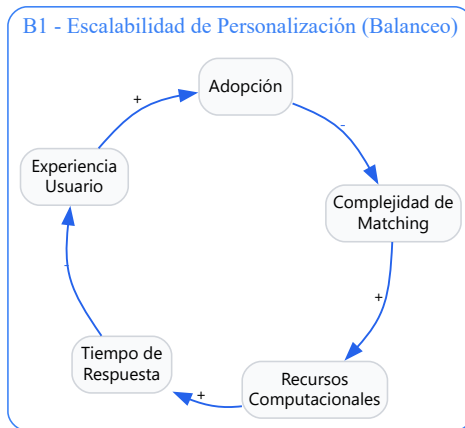 B1 - Escalabilidad de Personalización (Balanceo)
Adopción
+
-
Experiencia
Usuario
Complejidad de
Matching
-
+
Tiempo de
Respuesta
+
Recursos
Computacionales